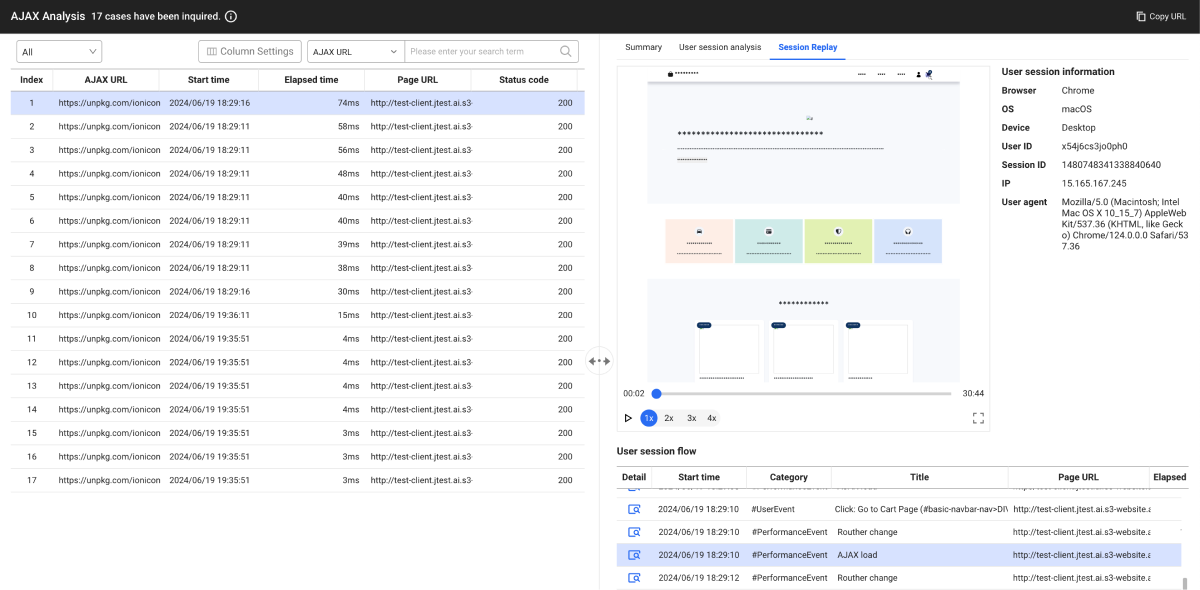 AJAX Analysis 17 cases have been inquired.
Copy URL
All
Column Settings
AJAX URL
Please enter your search term
Index AJAX URL Start time Elapsed time Page URL Status code
1 https://unpkg.com/ionicon 2024/06/19 18:29:16 74ms http://test-client.jtest.ai.s3- 200
2 https://unpkg.com/ionicon 2024/06/19 18:29:11 58ms http://test-client.jtest.ai.s3- 200
3 https://unpkg.com/ionicon 2024/06/19 18:29:11 56ms http://test-client.jtest.ai.s3- 200
4 https://unpkg.com/ionicon 2024/06/19 18:29:11 48ms http://test-client.jtest.ai.s3- 200
5 https://unpkg.com/ionicon 2024/06/19 18:29:11 40ms http://test-client.jtest.ai.s3- 200
6 https://unpkg.com/ionicon 2024/06/19 18:29:11 40ms http://test-client.jtest.ai.s3- 200
7 https://unpkg.com/ionicon 2024/06/19 18:29:11 39ms http://test-client.jtest.ai.s3- 200
8 https://unpkg.com/ionicon 2024/06/19 18:29:11 38ms http://test-client.jtest.ai.s3- 200
9 https://unpkg.com/ionicon 2024/06/19 18:29:16 30ms http://test-client.jtest.ai.s3- 200
10 https://unpkg.com/ionicon 2024/06/19 19:36:11 15ms http://test-client.jtest.ai.s3- 200
11 https://unpkg.com/ionicon 2024/06/19 19:35:51 4ms http://test-client.jtest.ai.s3- 200
12 https://unpkg.com/ionicon 2024/06/19 19:35:51 4ms http://test-client.jtest.ai.s3- 200
13 https://unpkg.com/ionicon 2024/06/19 19:35:51 4ms http://test-client.jtest.ai.s3- 200
14 https://unpkg.com/ionicon 2024/06/19 19:35:51 4ms http://test-client.jtest.ai.s3- 200
15 https://unpkg.com/ionicon 2024/06/19 19:35:51 3ms http://test-client.jtest.ai.s3- 200
16 https://unpkg.com/ionicon 2024/06/19 19:35:51 3ms http://test-client.jtest.ai.s3- 200
17 https://unpkg.com/ionicon 2024/06/19 19:35:51 3ms http://test-client.jtest.ai.s3- 200
Summary User session analysis Session Replay
00:02 30:44
1x 2x 3x 4x
User session information
Browser Chrome
OS macOS
Device Desktop
User ID x54j6cs3jo0ph0
Session ID 1480748341338840640
IP 15.165.167.245
User agent Mozilla/5.0 (Macintosh; Intel
Mac OS X 10_15_7) AppleWeb
Kit/537.36 (KHTML, like Geck
o) Chrome/124.0.0.0 Safari/53
7.36
User session flow
Detail Start time Category Title Page URL Elapsed
2024/06/19 18:29:10 #UserEvent Click: Go to Cart Page (#basic-navbar-nav>DIV http://test-client.jtest.ai.s3-website.a
2024/06/19 18:29:10 #PerformanceEvent Routher change http://test-client.jtest.ai.s3-website.a
2024/06/19 18:29:10 #PerformanceEvent AJAX load http://test-client.jtest.ai.s3-website.a
2024/06/19 18:29:12 #PerformanceEvent Routher change http://test-client.jtest.ai.s3-website.a